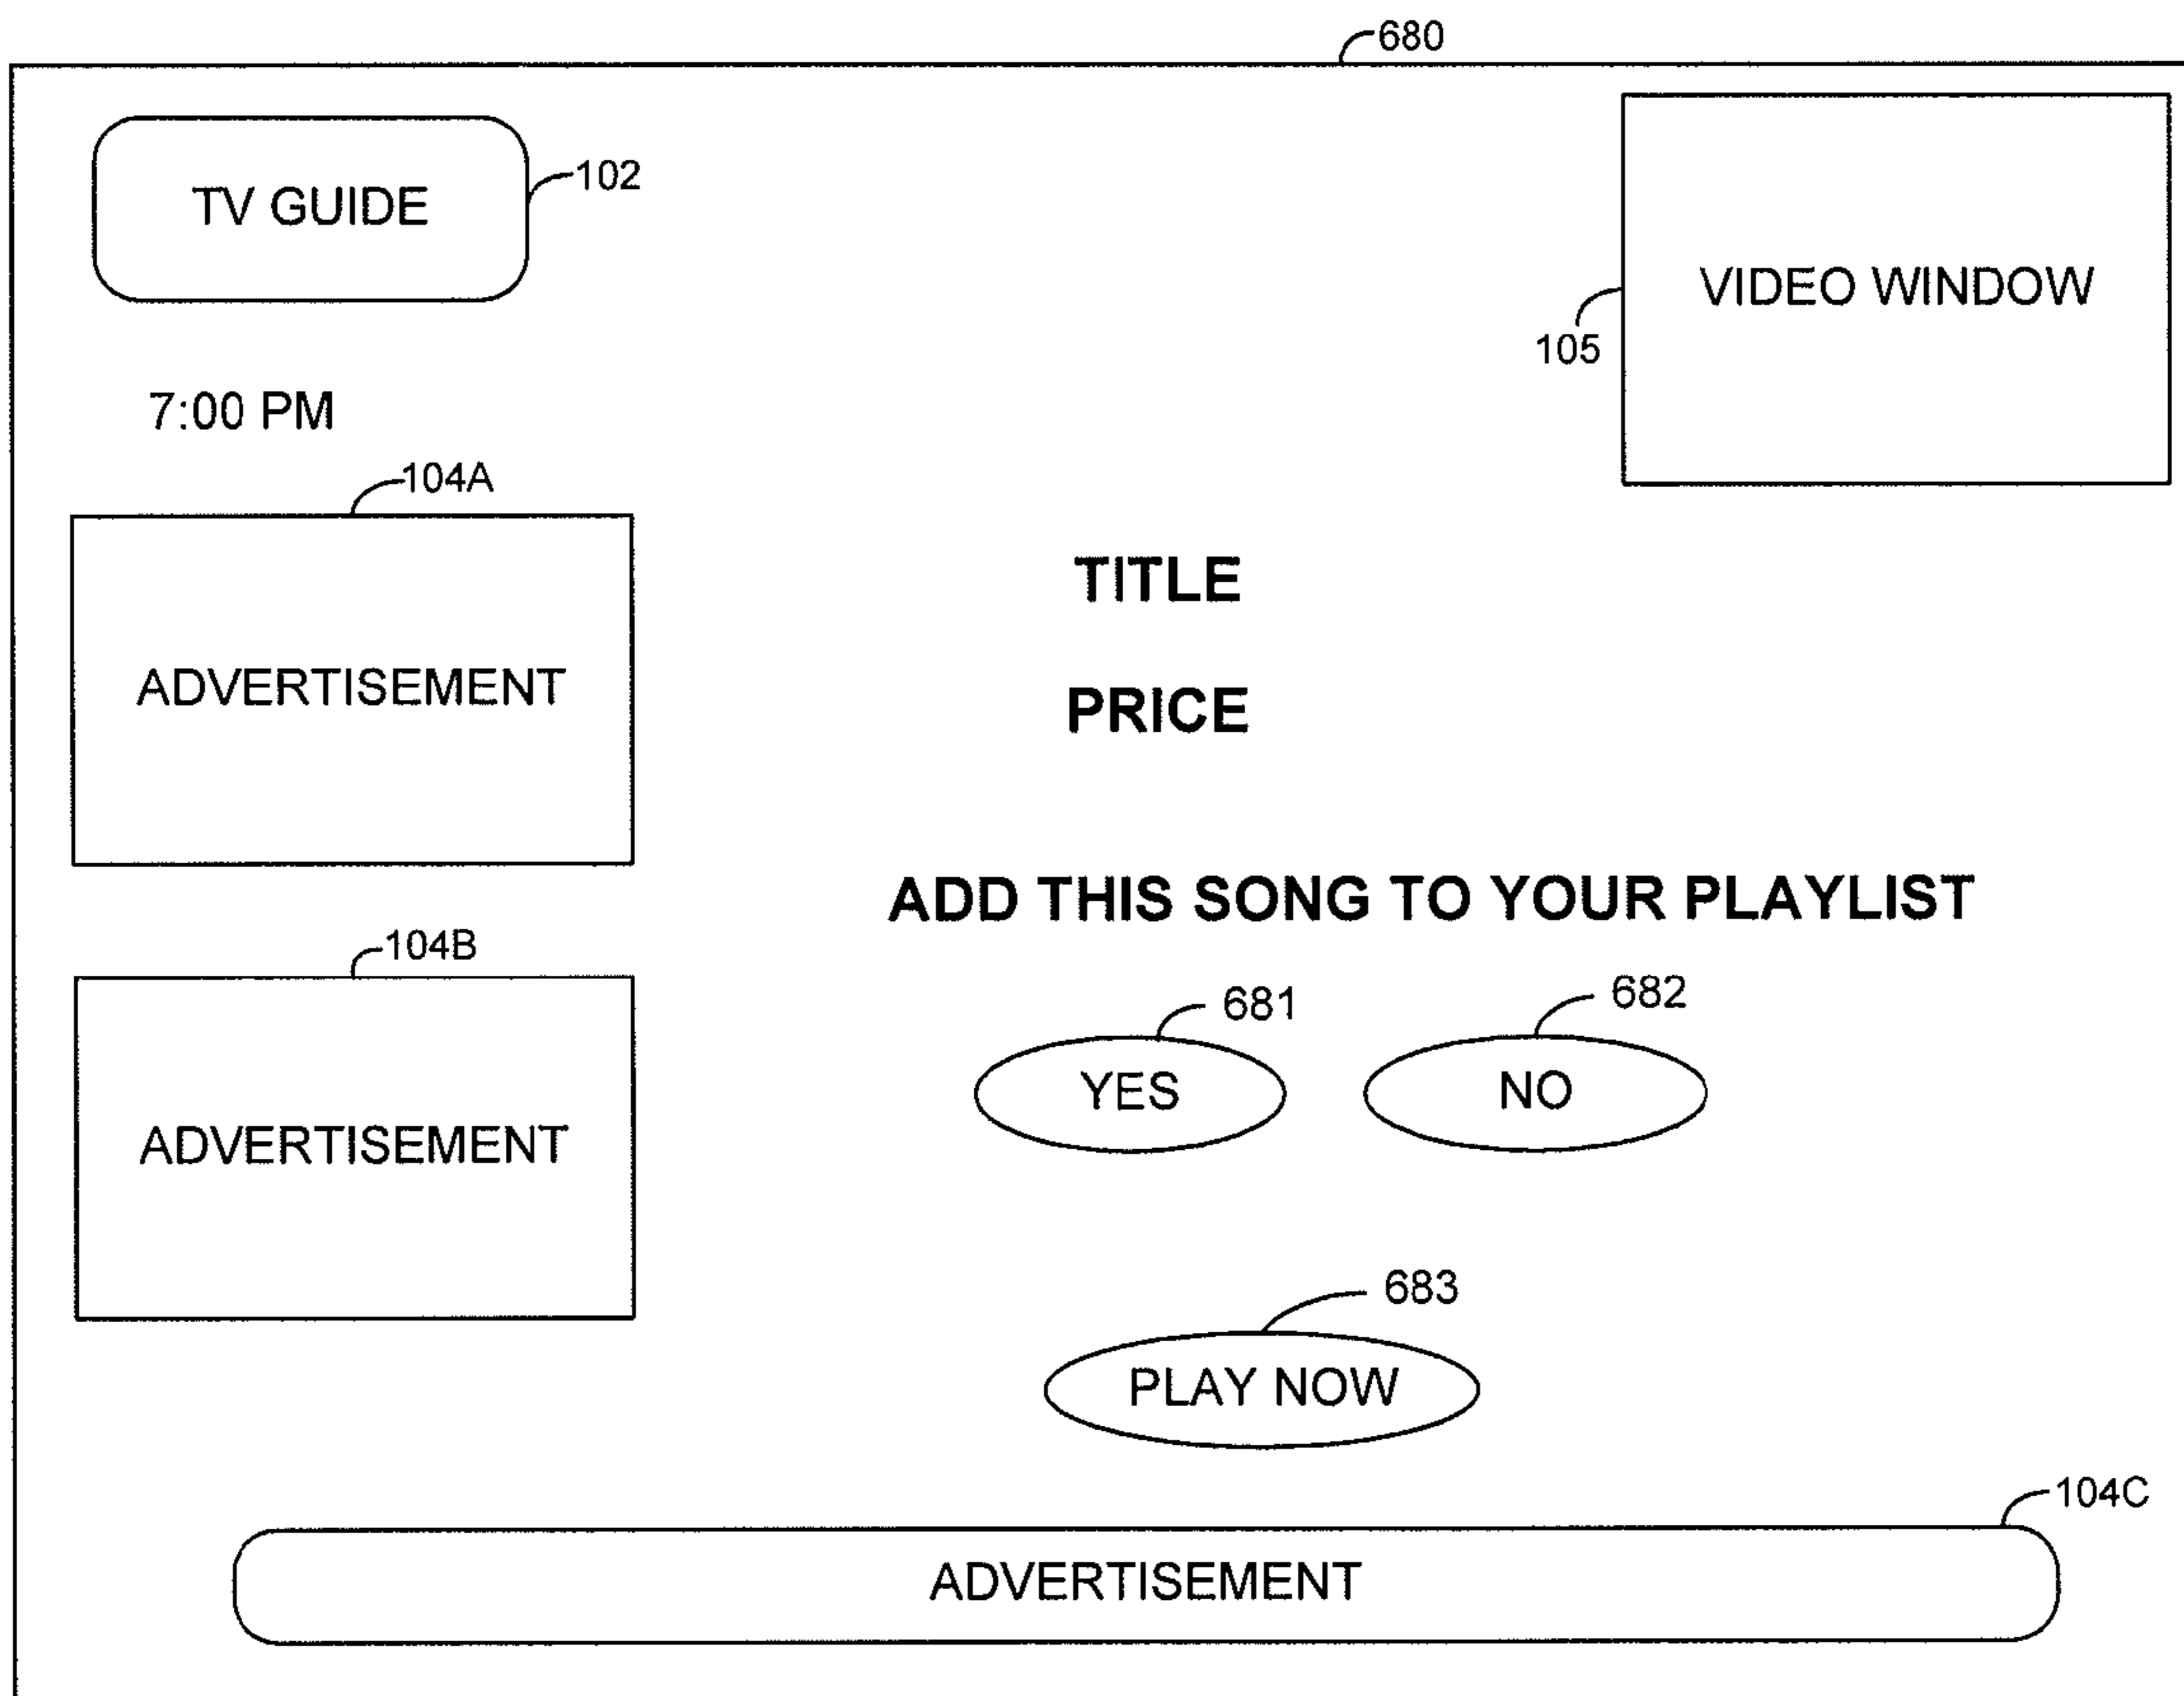 680
TV GUIDE
102
VIDEO WINDOW
105
7:00 PM
104A
ADVERTISEMENT
TITLE
PRICE
ADD THIS SONG TO YOUR PLAYLIST
104B
ADVERTISEMENT
681
682
YES
NO
683
PLAY NOW
104C
ADVERTISEMENT